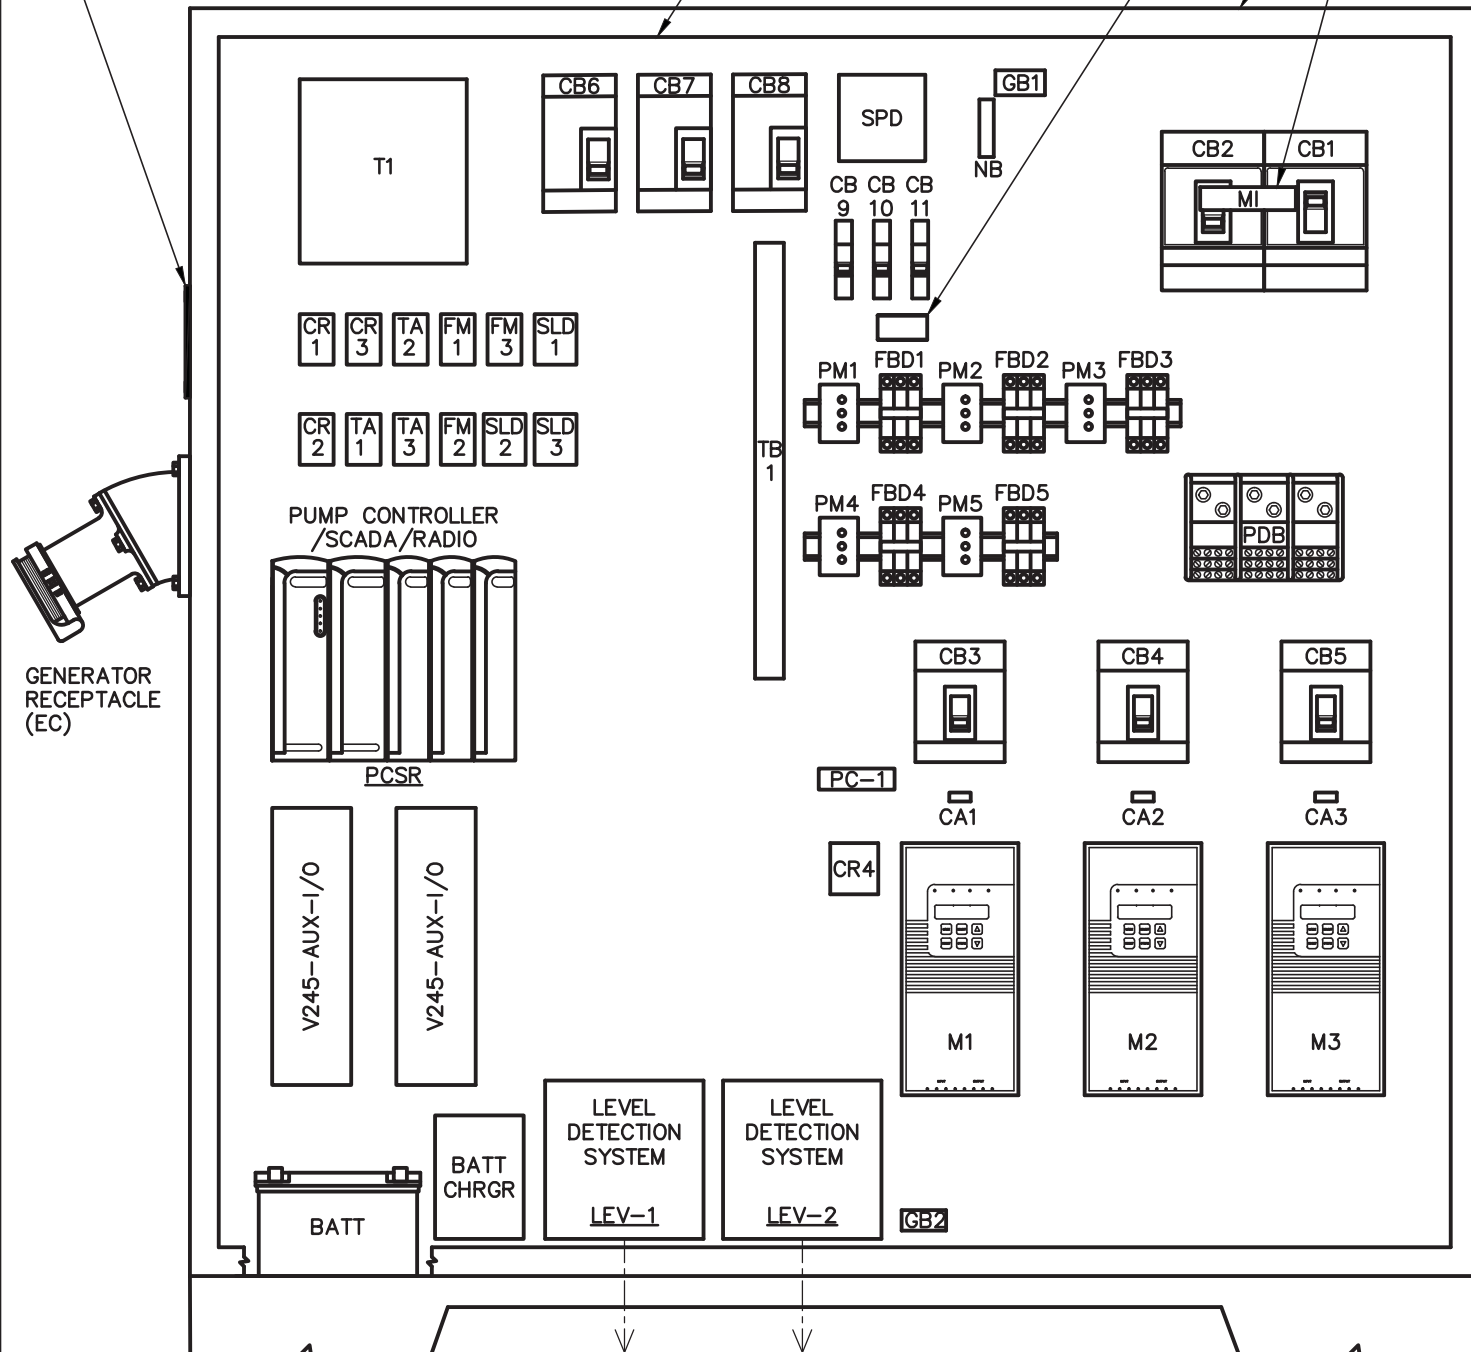 CB6 CB7 CB8
GB1
SPD
T1
CB2 CB1
NB
MI
CB CB CB
9 10 11
CR CR TA FM FM SLD
1 3 2 1 3 1
PM1 FBD1 PM2 FBD2 PM3 FBD3
CR TA TA FM SLD SLD
2 1 3 2 2 3
TB
1
PUMP CONTROLLER
/SCADA/RADIO
PM4 FBD4 PM5 FBD5
PDB
GENERATOR
RECEPTACLE
(EC)
CB3 CB4 CB5
PCSR
PC-1
CA1 CA2 CA3
CR4
V245-AUX-I/O
V245-AUX-I/O
M1 M2 M3
LEVEL
DETECTION
SYSTEM
LEV-1
LEVEL
DETECTION
SYSTEM
LEV-2
BATT
CHRGR
BATT
GB2